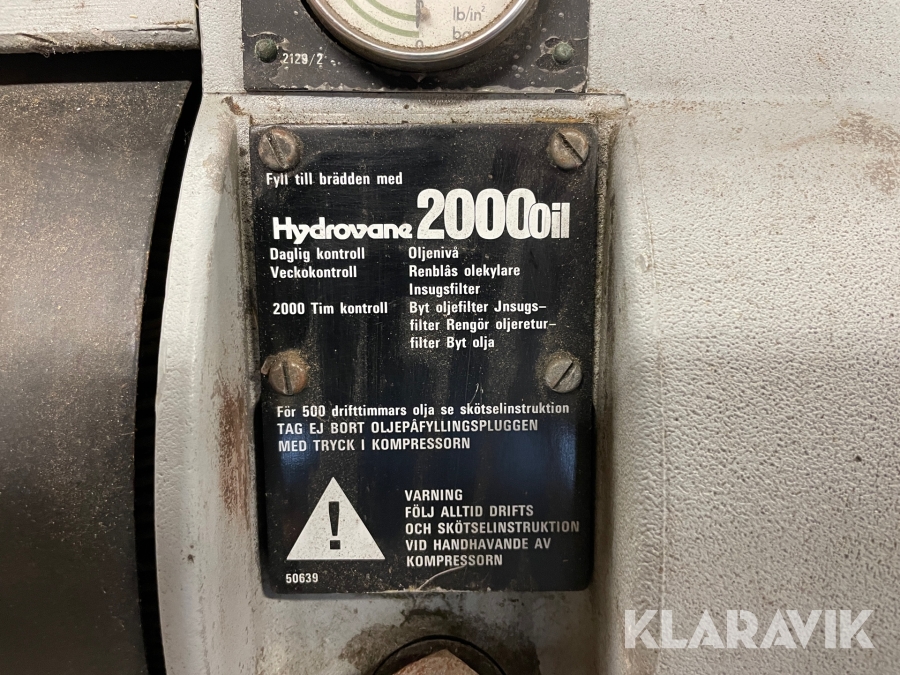 lb/in²
ba
0
2129/2
Fyll till brädden med
Hydrovane 2000 Oil
Daglig kontroll Oljenivå
Veckokontroll Renblås olekylare
Insugsfilter
2000 Tim kontroll Byt oljefilter Jnsugs-
filter Rengör oljeretur-
filter Byt olja
För 500 drifttimmars olja se skötselinstruktion
TAG EJ BORT OLJEPÅFYLLINGSPLUGGEN
MED TRYCK I KOMPRESSORN
VARNING
FÖLJ ALLTID DRIFTS
OCH SKÖTSELINSTRUKTION
VID HANDHAVANDE AV
KOMPRESSORN
!
50639
KLARAVIK